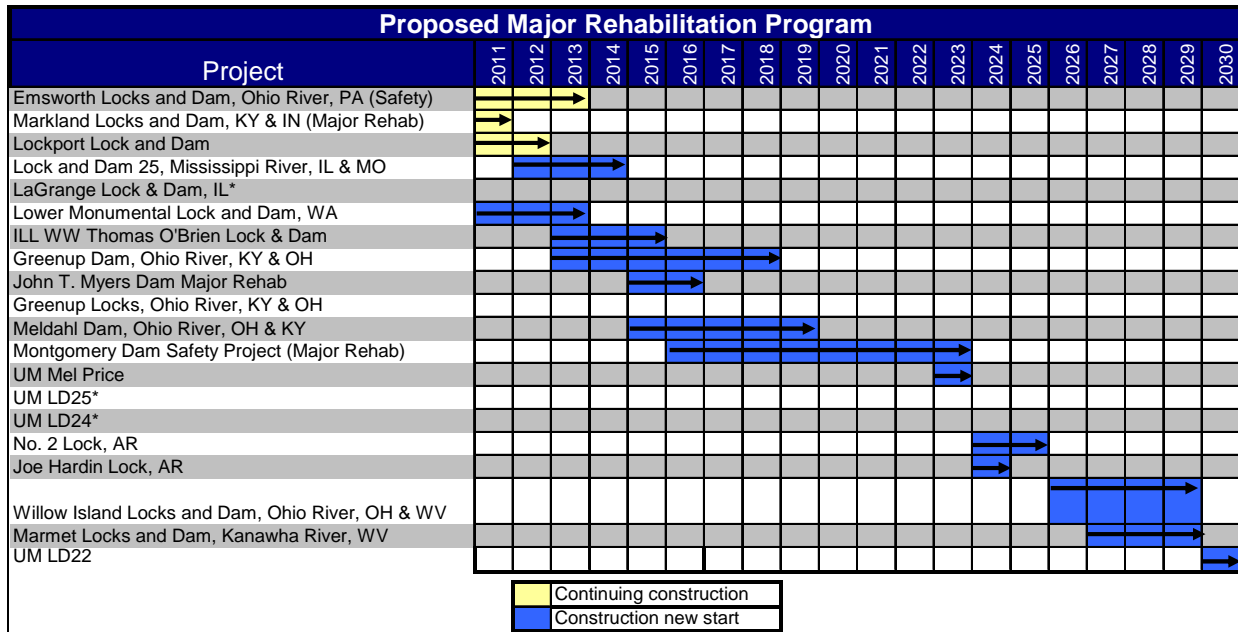 Proposed Major Rehabilitation Program
Project 2011 2012 2013 2014 2015 2016 2017 2018 2019 2020 2021 2022 2023 2024 2025 2026 2027 2028 2029 2030
Emsworth Locks and Dam, Ohio River, PA (Safety)
Markland Locks and Dam, KY & IN (Major Rehab)
Lockport Lock and Dam
Lock and Dam 25, Mississippi River, IL & MO
LaGrange Lock & Dam, IL*
Lower Monumental Lock and Dam, WA
ILL WW Thomas O'Brien Lock & Dam
Greenup Dam, Ohio River, KY & OH
John T. Myers Dam Major Rehab
Greenup Locks, Ohio River, KY & OH
Meldahl Dam, Ohio River, OH & KY
Montgomery Dam Safety Project (Major Rehab)
UM Mel Price
UM LD25*
UM LD24*
No. 2 Lock, AR
Joe Hardin Lock, AR
Willow Island Locks and Dam, Ohio River, OH & WV
Marmet Locks and Dam, Kanawha River, WV
UM LD22
Continuing construction
Construction new start